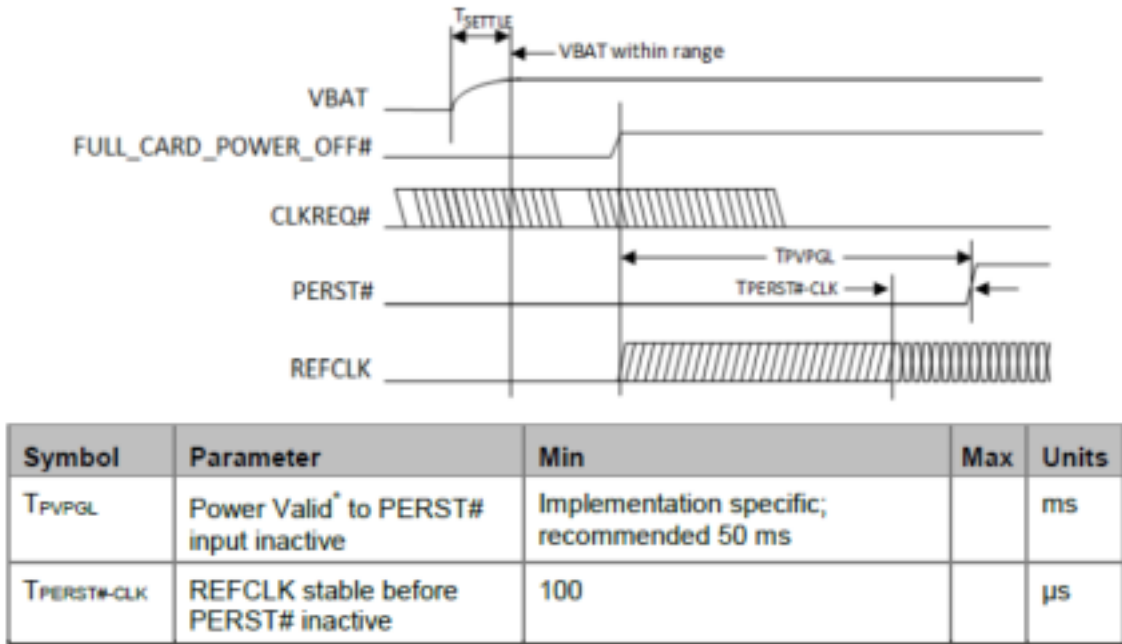 TSETTLE
VBAT within range
VBAT
FULL_CARD_POWER_OFF#
CLKREQ#
TPVPGL
PERST#
TPERST#-CLK
REFCLK
Symbol Parameter Min Max Units
TPVPGL Power Valid* to PERST# input inactive Implementation specific; recommended 50 ms ms
TPERST#-CLK REFCLK stable before PERST# inactive 100 µs